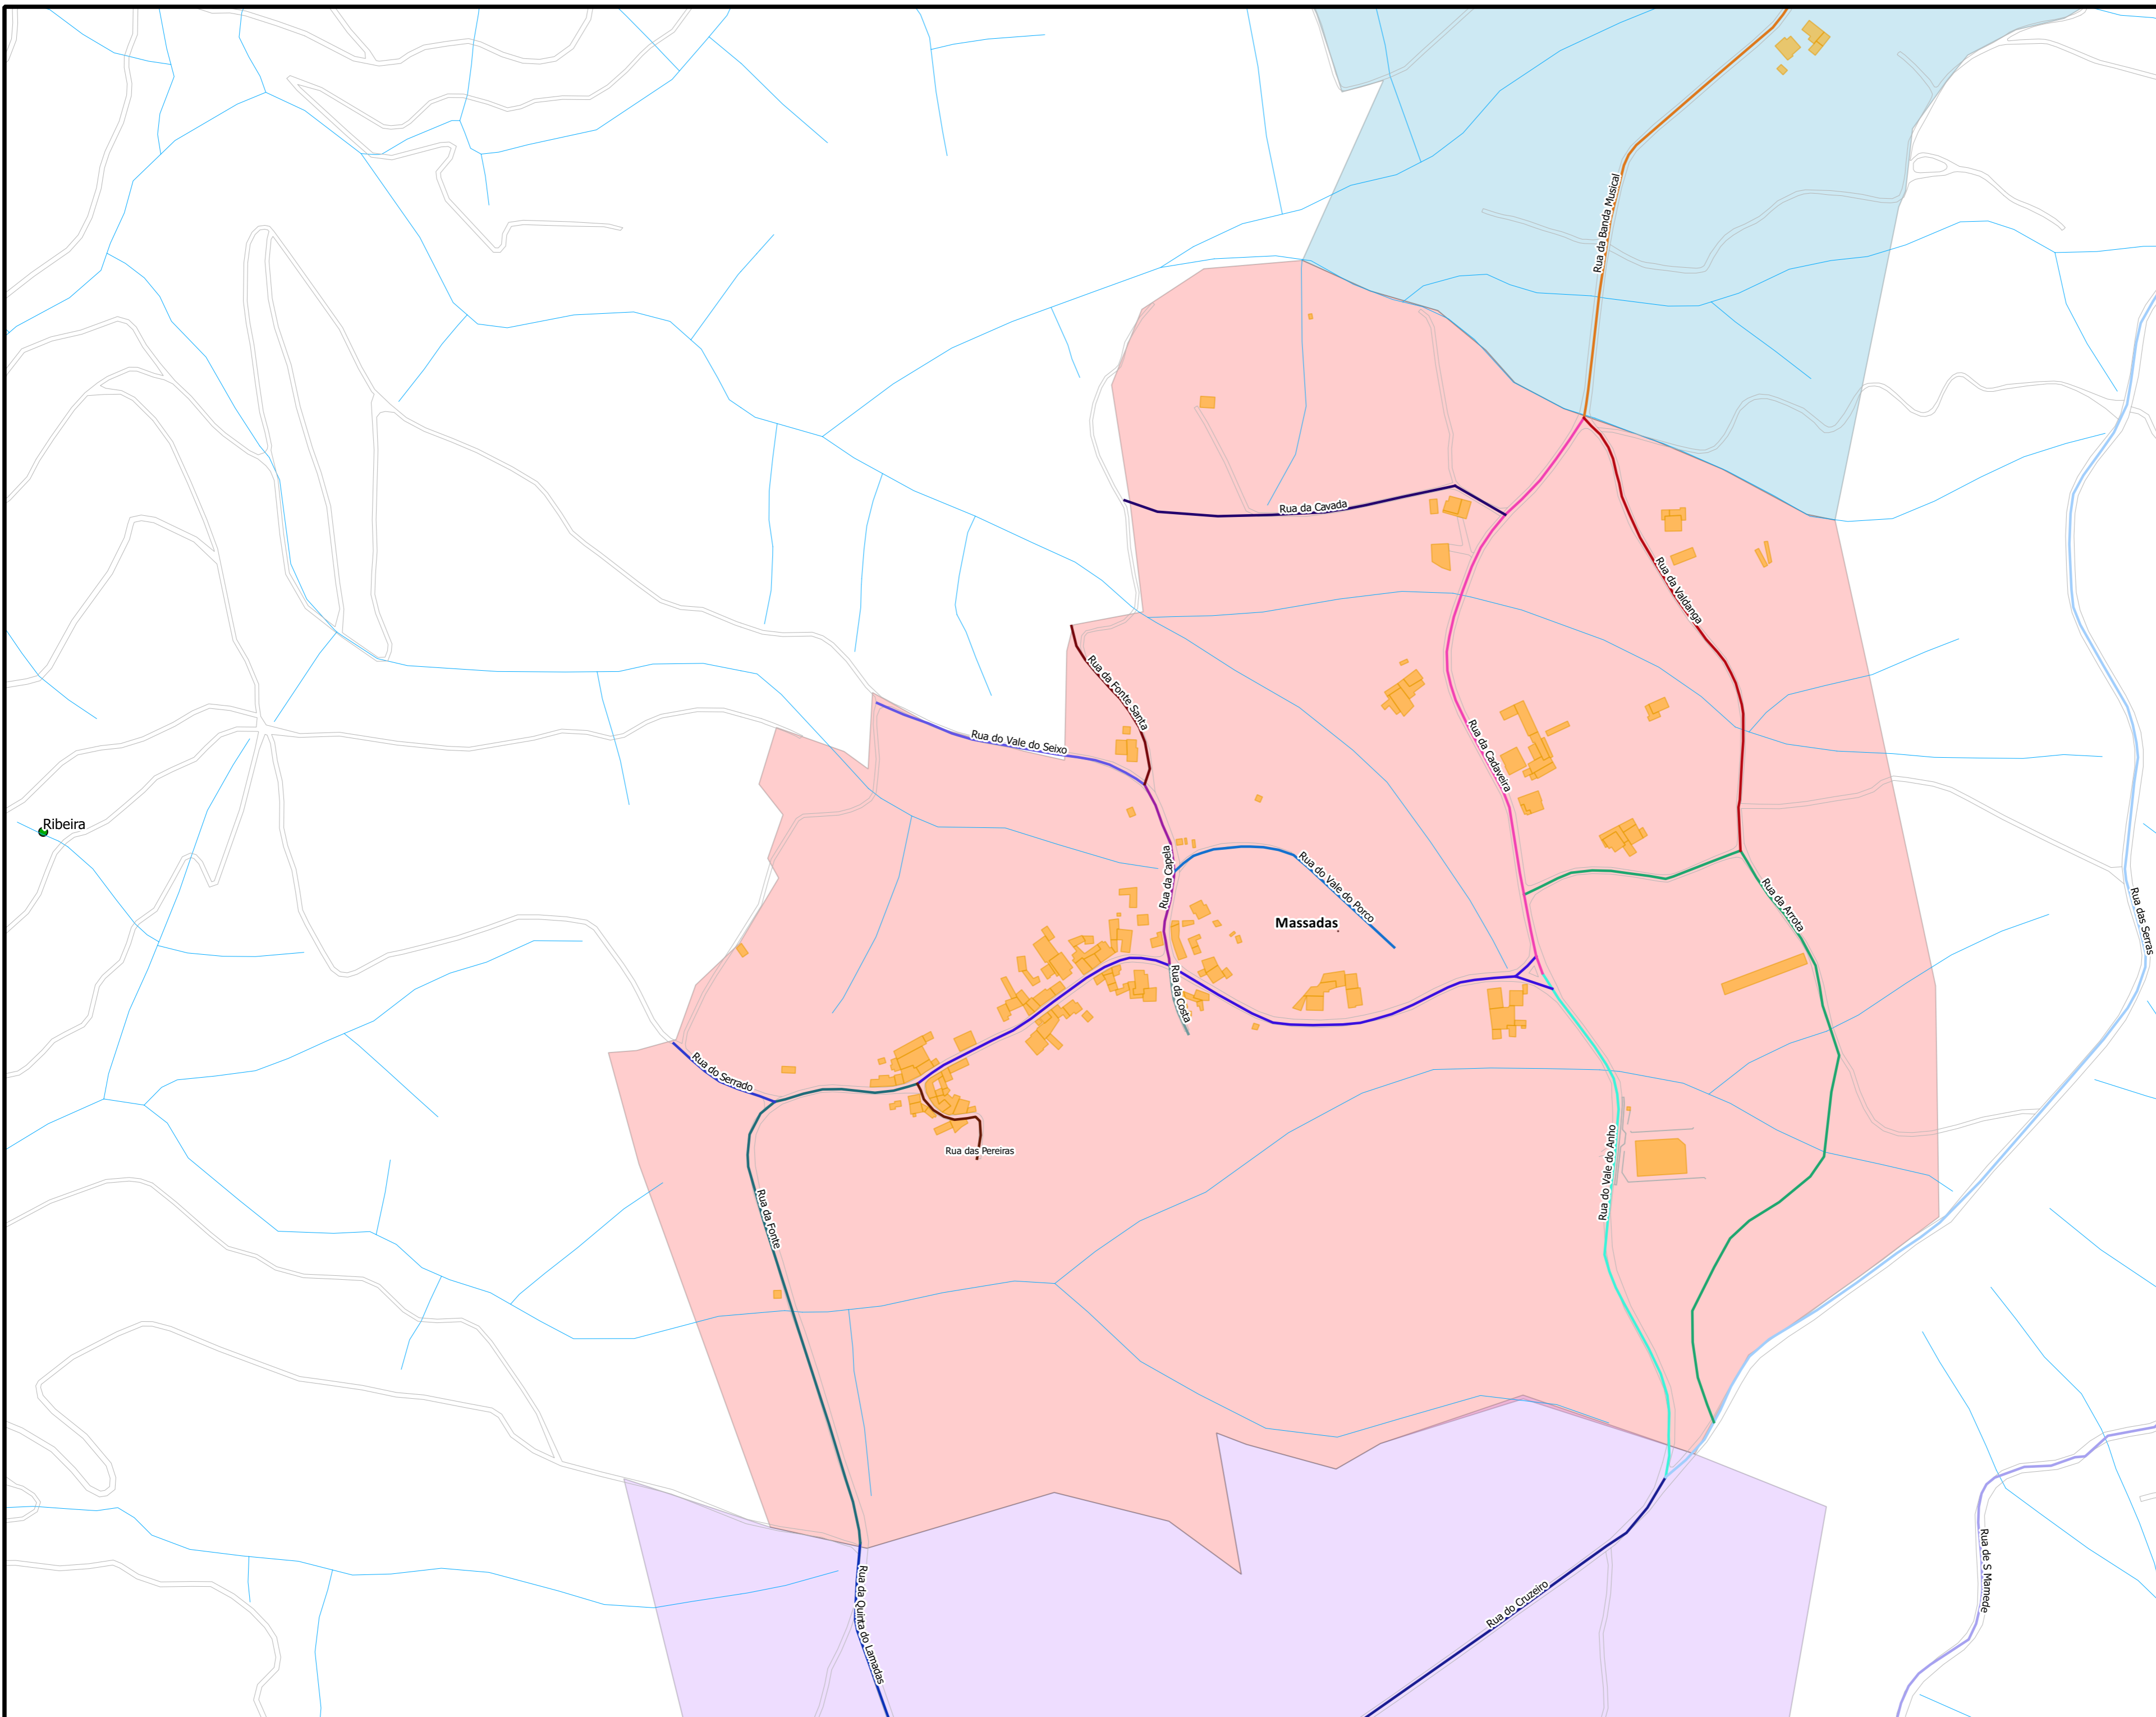 Rua da Banda Musical
Rua da Cavada
Rua da Valdanga
Rua da Fonte Santa
Rua do Vale do Seixo
Rua da Cadaveira
Ribeira
Rua da Capela
Rua do Vale do Porco
Rua da Arrota
Rua das Serras
Massadas
Rua da Costa
Rua do Serrado
Rua das Pereiras
Rua do Vale do Anho
Rua da Fonte
Rua de S Mamede
Rua do Cruzeiro
Rua da Quinta do Lamadas